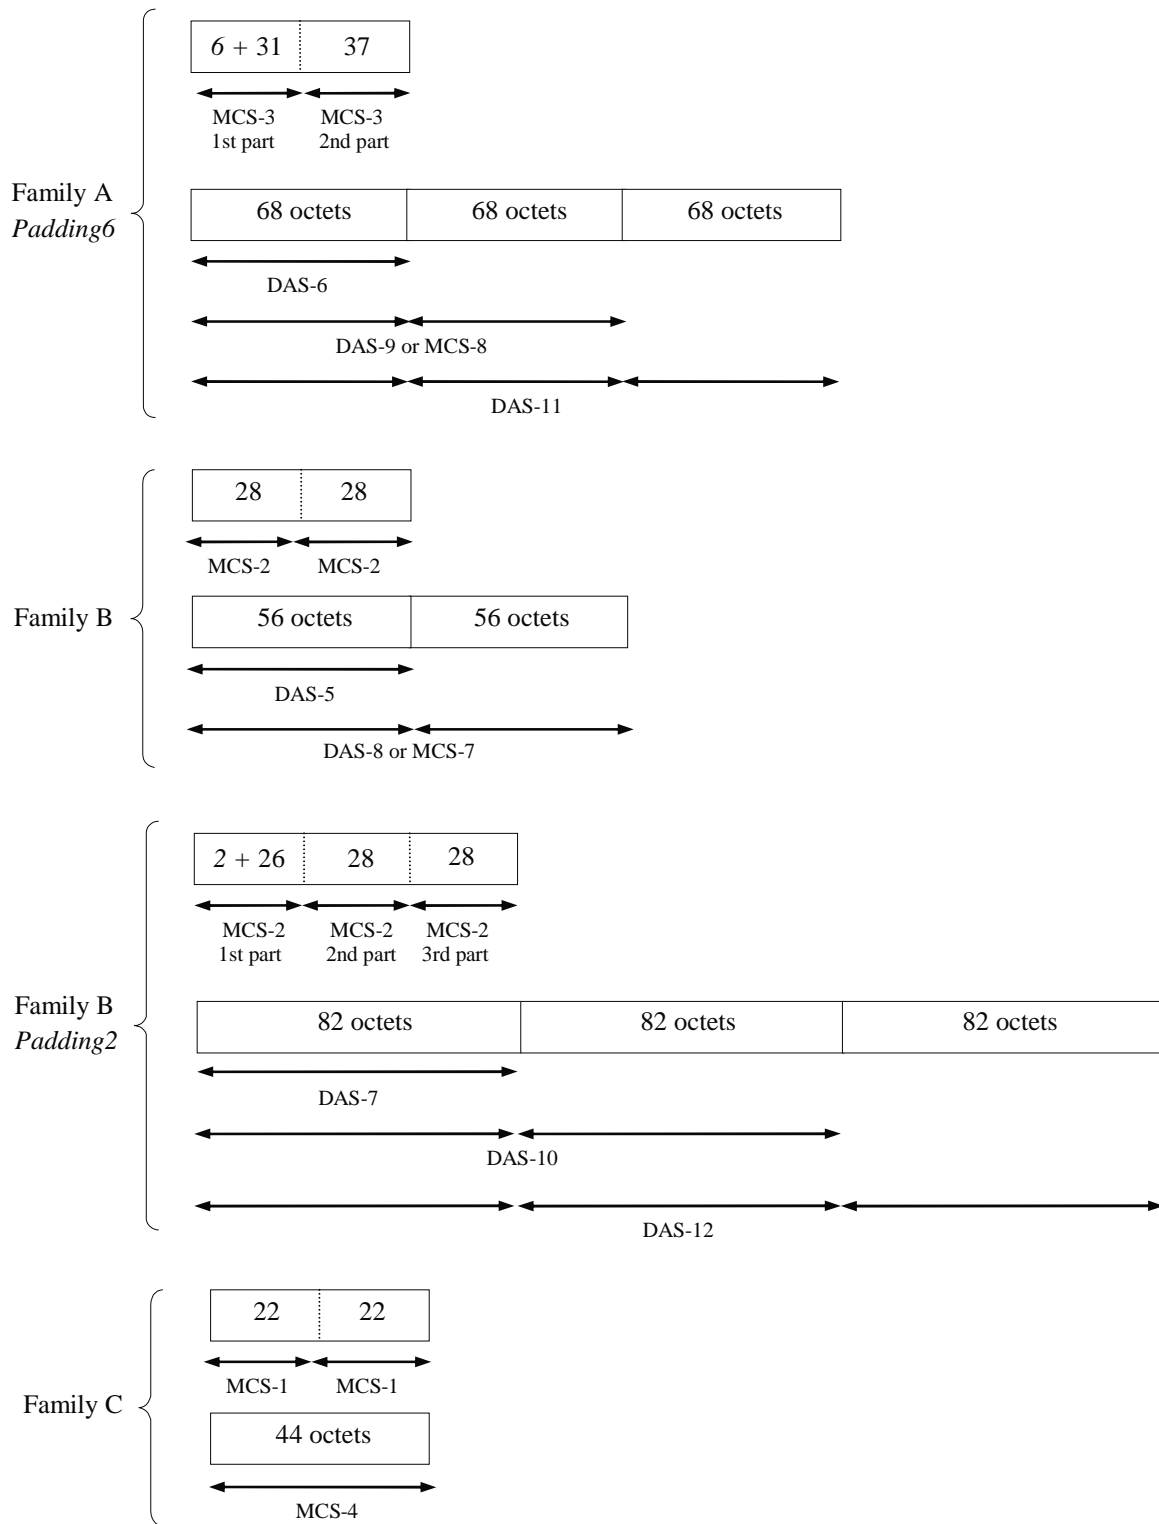 6 + 31 37
MCS-3 MCS-3
1st part 2nd part
Family A
Padding6
68 octets 68 octets 68 octets
DAS-6
DAS-9 or MCS-8
DAS-11
28 28
MCS-2 MCS-2
Family B
56 octets 56 octets
DAS-5
DAS-8 or MCS-7
2 + 26 28 28
MCS-2 MCS-2 MCS-2
1st part 2nd part 3rd part
Family B
Padding2
82 octets 82 octets 82 octets
DAS-7
DAS-10
DAS-12
22 22
MCS-1 MCS-1
Family C
44 octets
MCS-4